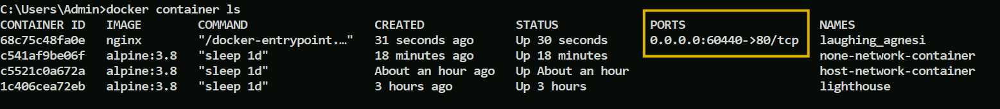 C:\Users\Admin>docker container ls
CONTAINER ID   IMAGE        COMMAND                  CREATED             STATUS             PORTS                   NAMES
68c75c48fa0e   nginx        "/docker-entrypoint.…"   31 seconds ago      Up 30 seconds      0.0.0.0:60440->80/tcp   laughing_agnesi
c541af9be06f   alpine:3.8   "sleep 1d"               18 minutes ago      Up 18 minutes                              none-network-container
c5521c0a672a   alpine:3.8   "sleep 1d"               About an hour ago   Up About an hour                           host-network-container
1c406cea72eb   alpine:3.8   "sleep 1d"               3 hours ago         Up 3 hours                                 lighthouse